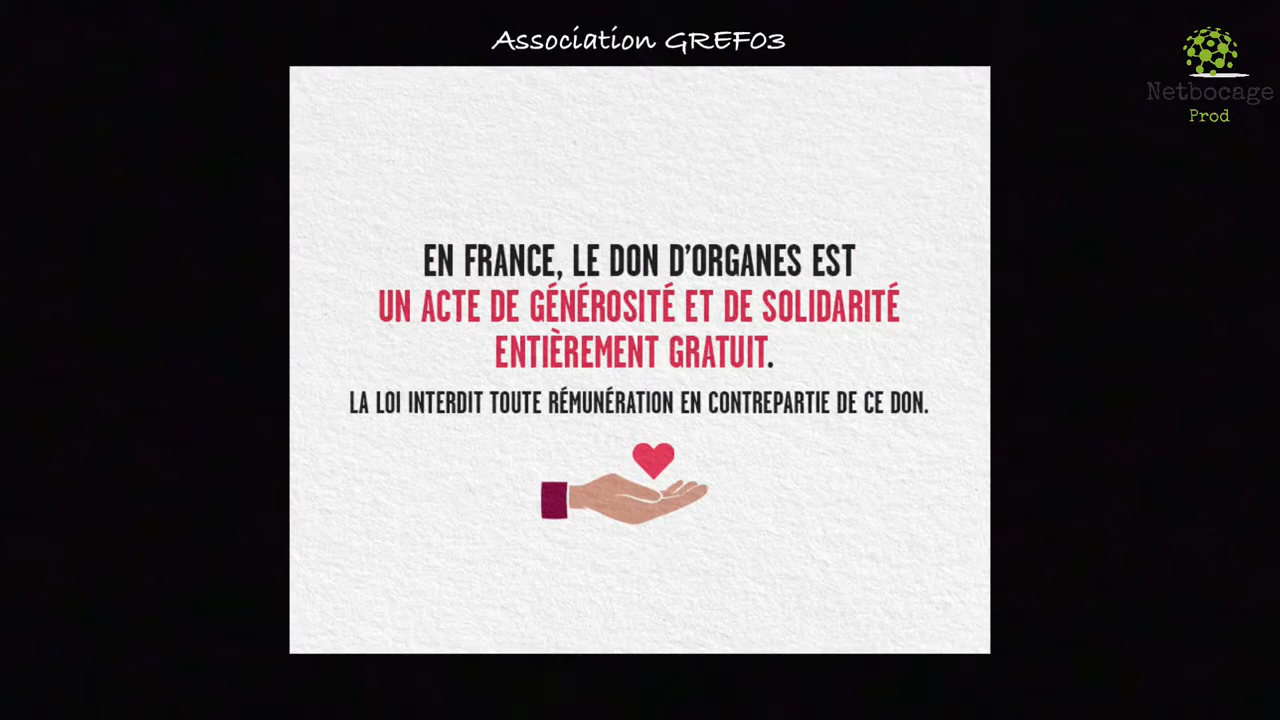 Association GREF03
Netbocage
Prod
EN FRANCE, LE DON D'ORGANES EST
UN ACTE DE GÉNÉROSITÉ ET DE SOLIDARITÉ
ENTIÈREMENT GRATUIT.
LA LOI INTERDIT TOUTE RÉMUNÉRATION EN CONTREPARTIE DE CE DON.